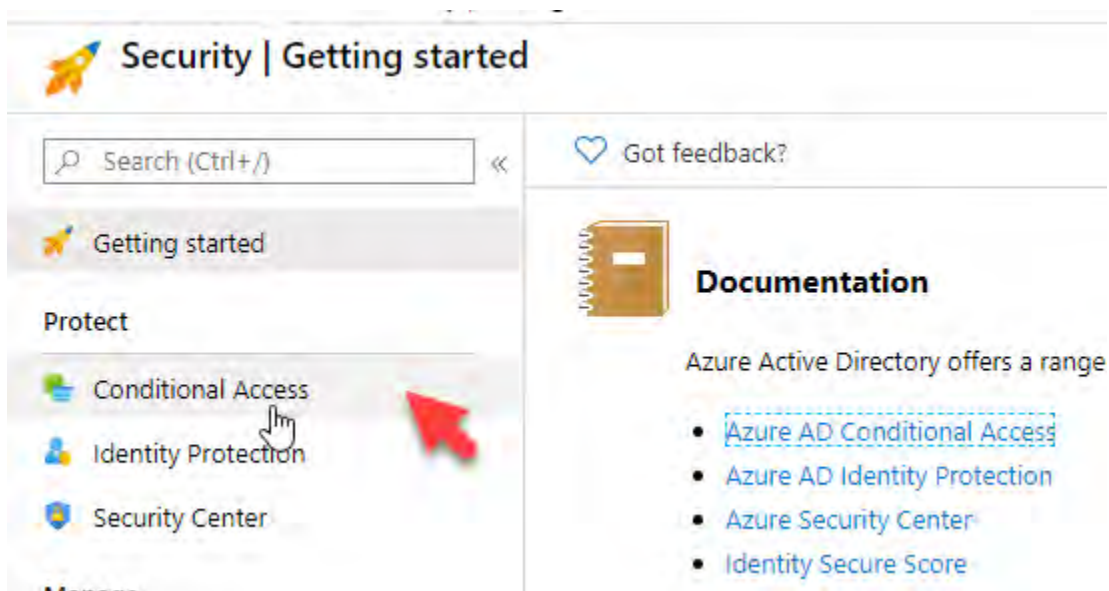 Security | Getting started
Search (Ctrl+/)
«
Got feedback?
Getting started
Protect
Conditional Access
Identity Protection
Security Center
Documentation
Azure Active Directory offers a range
Azure AD Conditional Access
Azure AD Identity Protection
Azure Security Center
Identity Secure Score